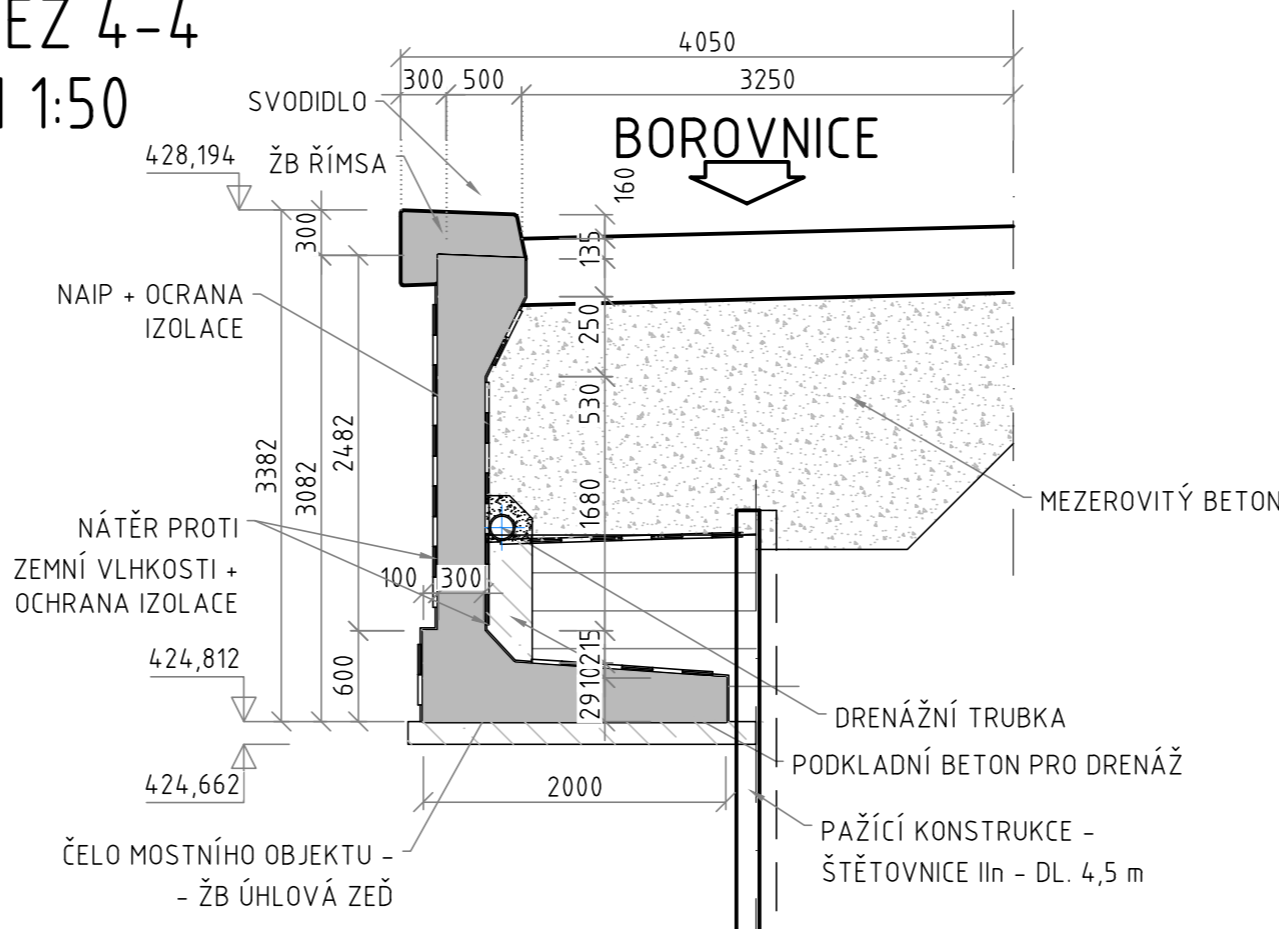 EZ 4-4
1:50
4050
300 500 3250
SVODIDLO
BOROVNICE
428,194
ŽB ŘÍMSA
160
300
135
NAIP + OCRANA
IZOLACE
250
530
3382
3082
2482
1680
MEZEROVITÝ BETON
NÁTĚR PROTI
ZEMNÍ VLHKOSTI +
OCHRANA IZOLACE
100 300
424,812
600
215
10
29
DRENÁŽNÍ TRUBKA
PODKLADNÍ BETON PRO DRENÁŽ
424,662
2000
PAŽÍCÍ KONSTRUKCE -
ŠTĚTOVNICE IIn - DL. 4,5 m
ČELO MOSTNÍHO OBJEKTU -
- ŽB ÚHLOVÁ ZEĎ